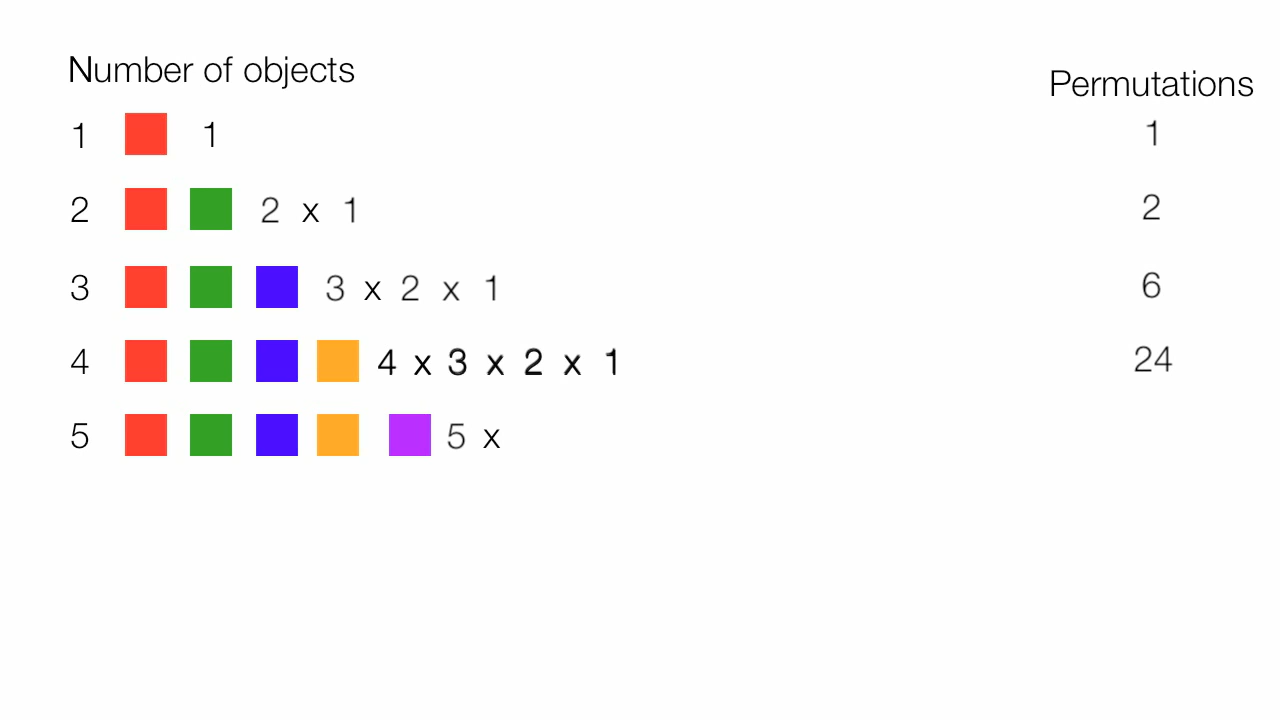 Number of objects
Permutations
1 1 1
2 2 x 1 2
3 3 x 2 x 1 6
4 4 x 3 x 2 x 1 24
5 5 x